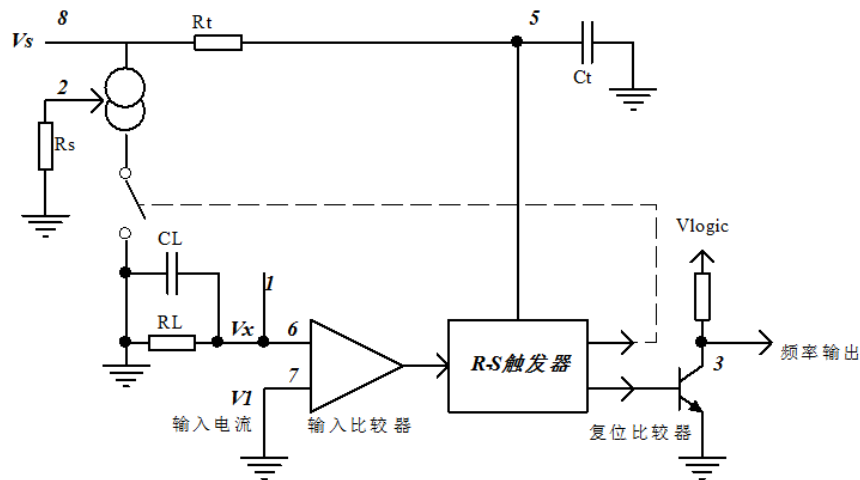 8
Vs
Rt
5
Ct
2
Rs
CL
1
RL
Vx
6
7
V1
输入电流
输入比较器
R-S触发器
Vlogic
3
频率输出
复位比较器